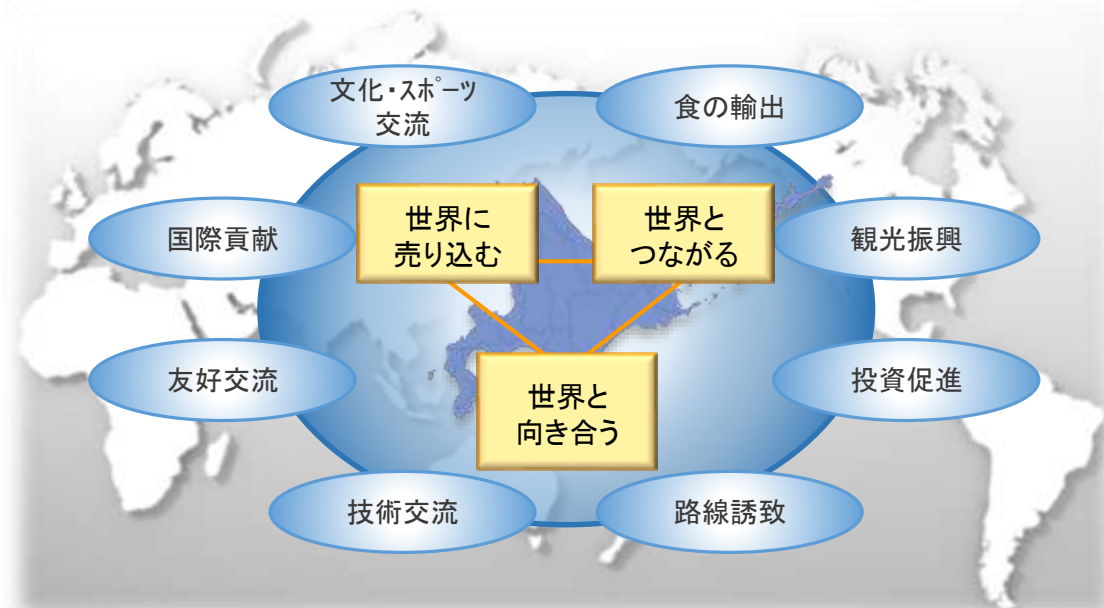 文化・ｽﾎﾟｰﾂ
交流
食の輸出
世界に
売り込む
世界と
つながる
国際貢献
観光振興
友好交流
投資促進
世界と
向き合う
技術交流
路線誘致